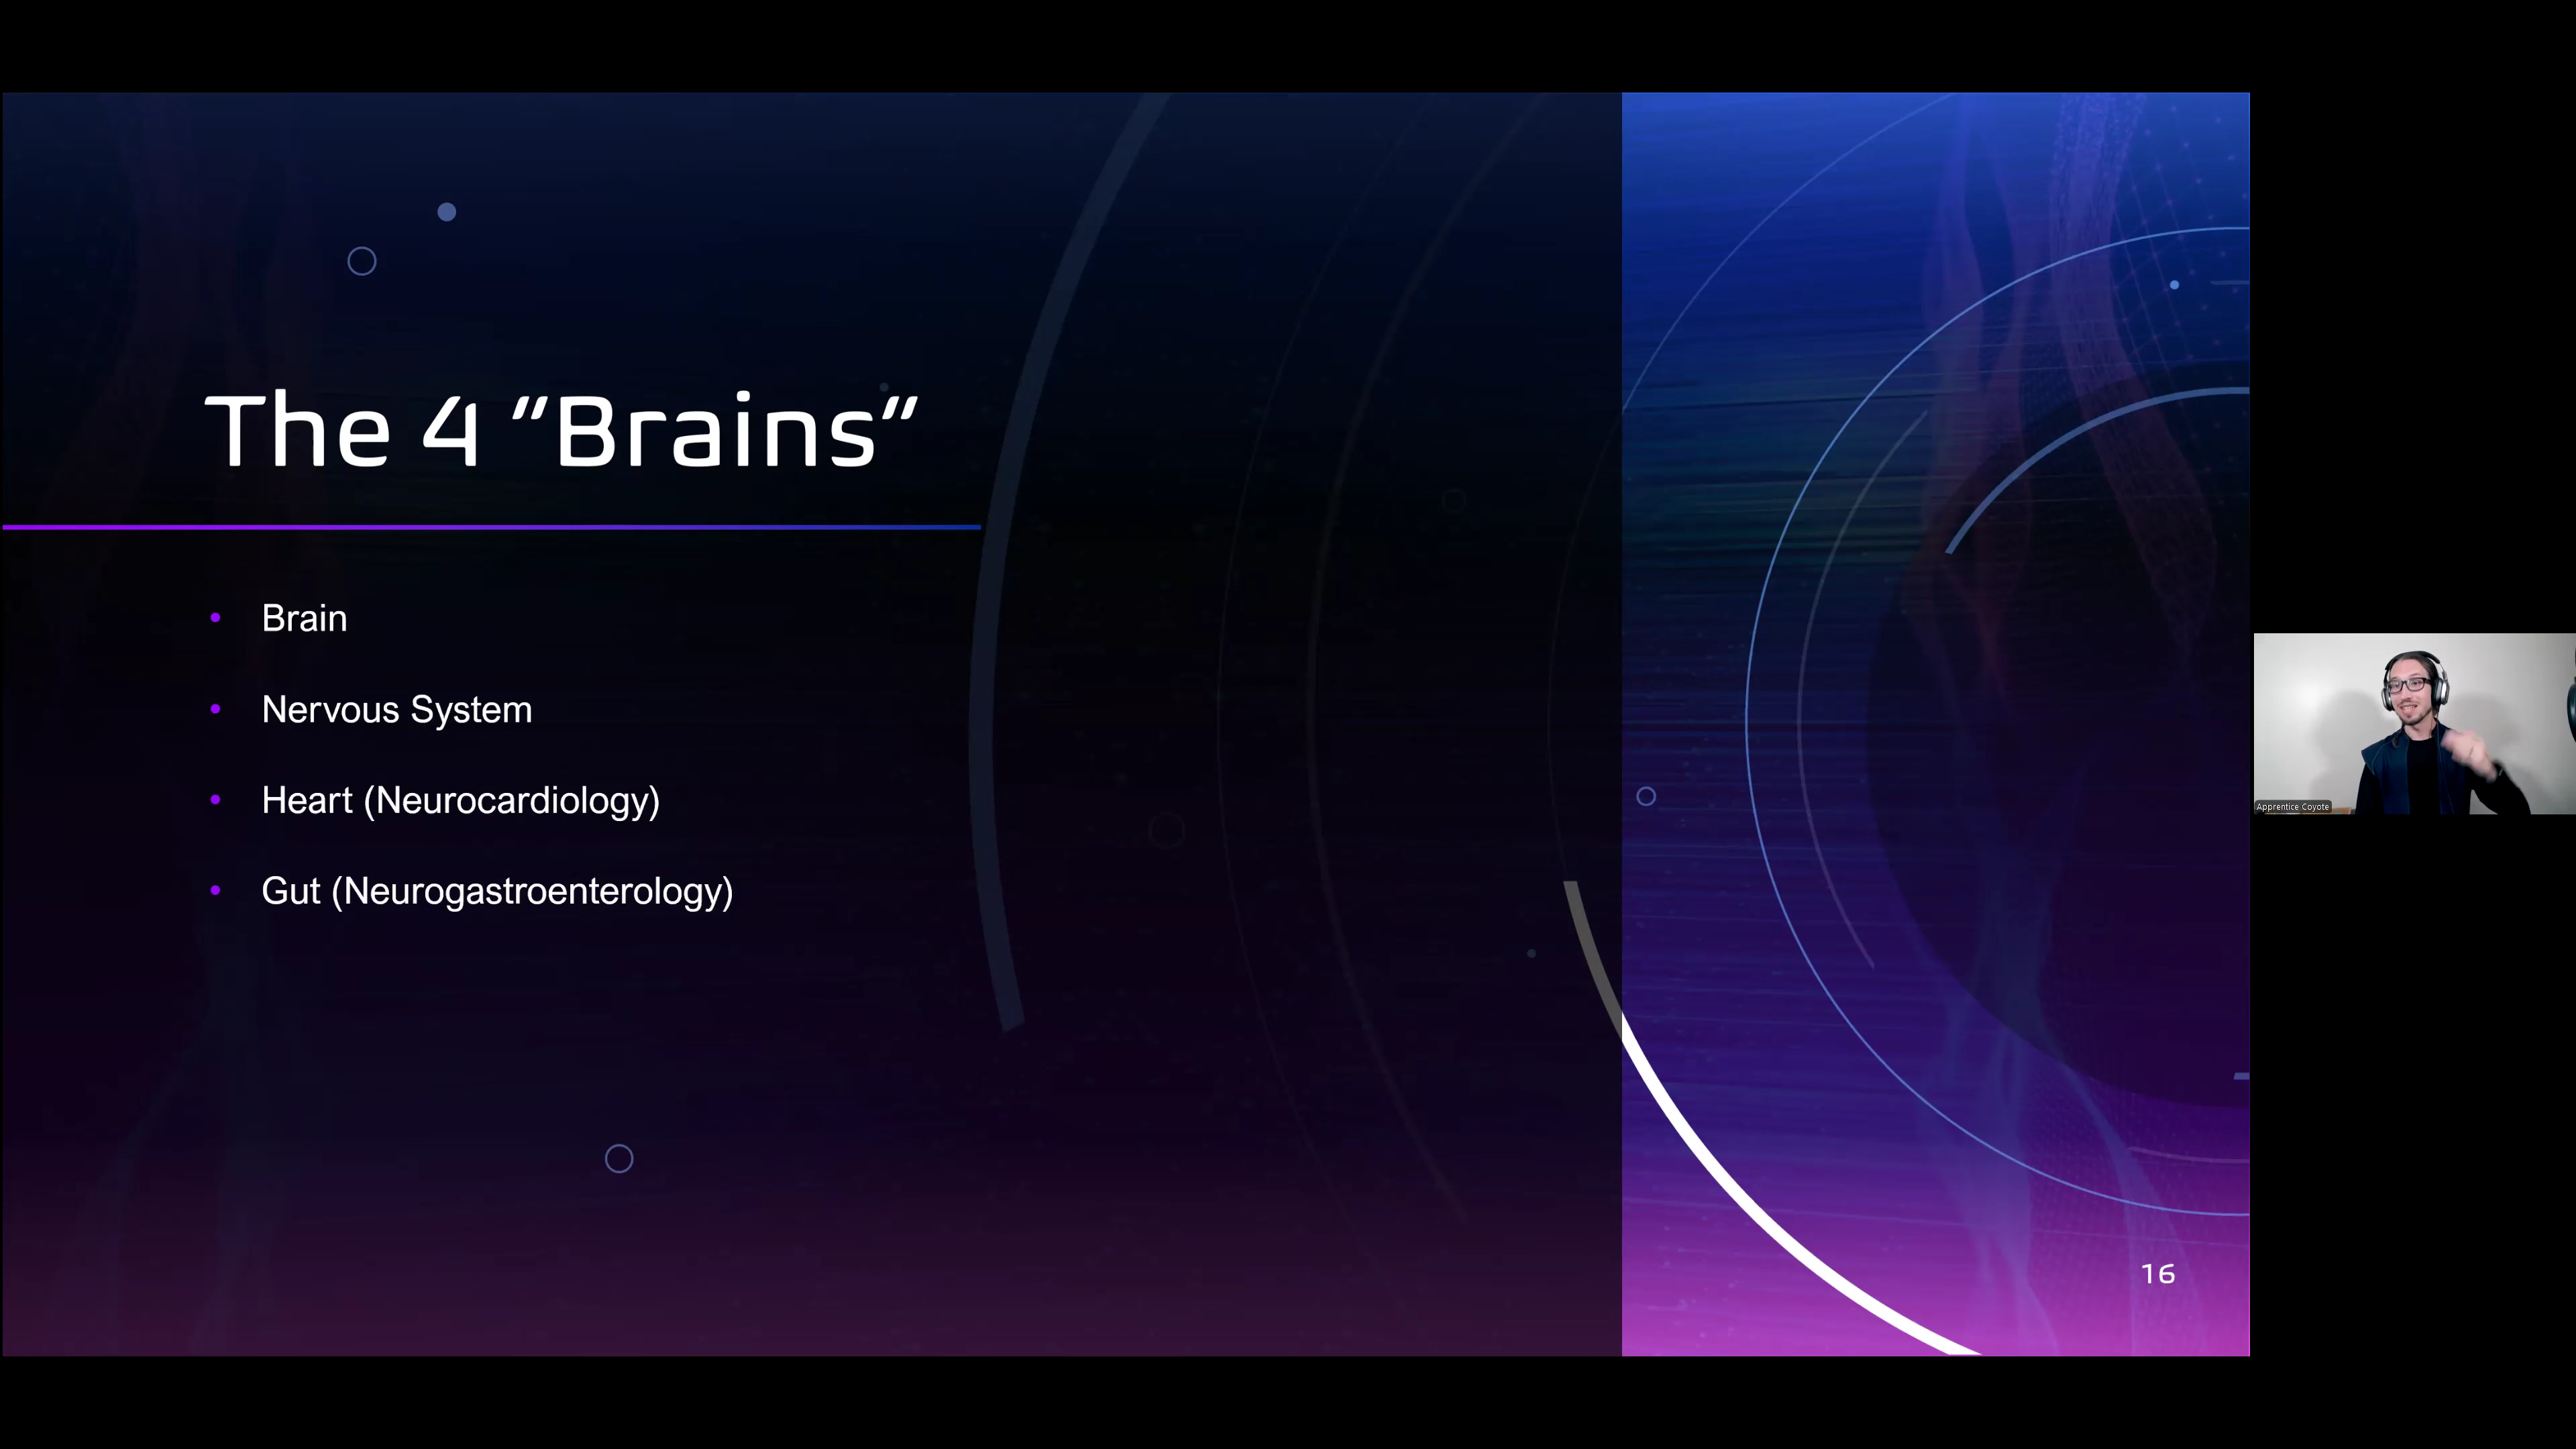 The 4 "Brains"
• Brain
• Nervous System
• Heart (Neurocardiology)
• Gut (Neurogastroenterology)
16
Apprentice Coyote